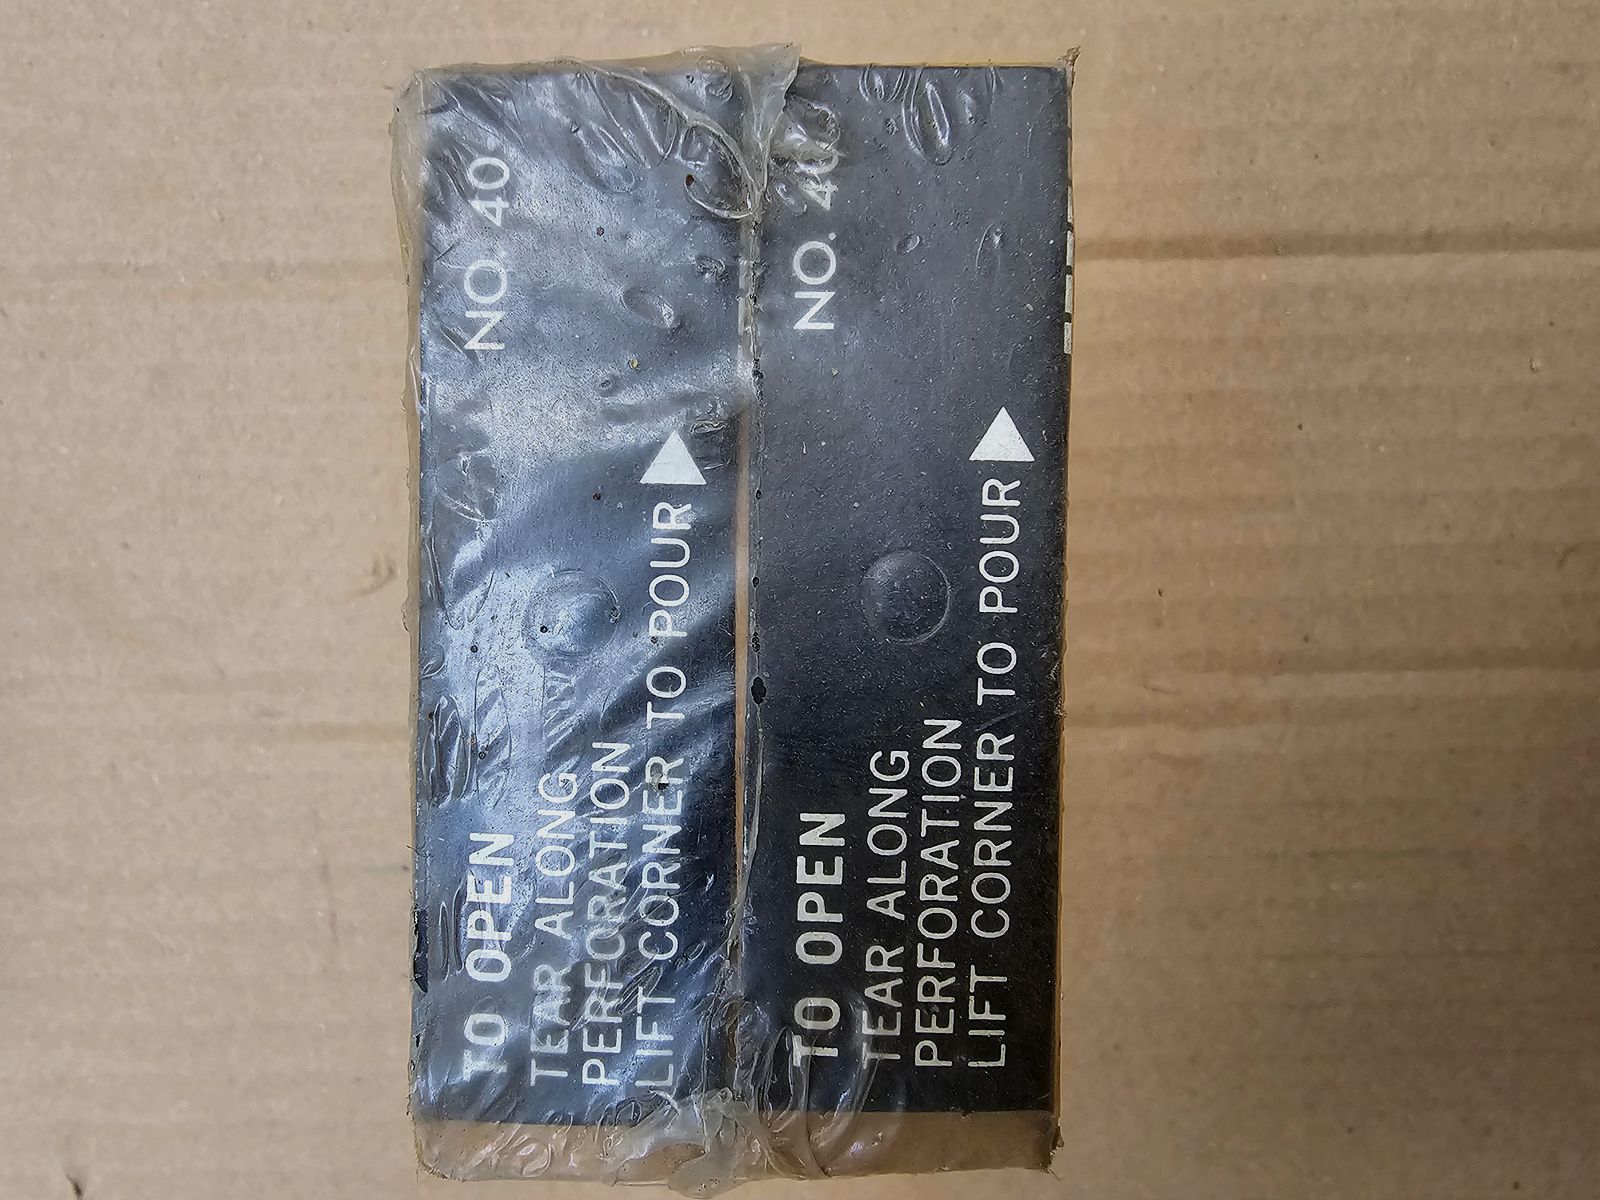 TO OPEN
TEAR ALONG
PERFORATION
LIFT CORNER TO POUR
NO. 40
TO OPEN
TEAR ALONG
PERFORATION
LIFT CORNER TO POUR
NO. 40